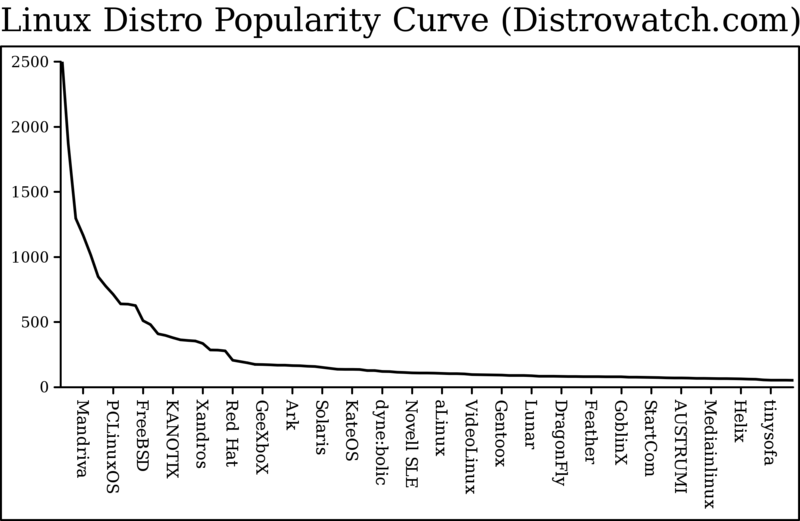 Linux Distro Popularity Curve (Distrowatch.com)
2500
2000
1500
1000
500
0
Mandriva
PCLinuxOS
FreeBSD
KANOTIX
Xandros
Red Hat
GeeXboX
Ark
Solaris
KateOS
dyne:bolic
Novell SLE
aLinux
VideoLinux
Gentoox
Lunar
DragonFly
Feather
GoblinX
StartCom
AUSTRUMI
Mediainlinux
Helix
tinysofa